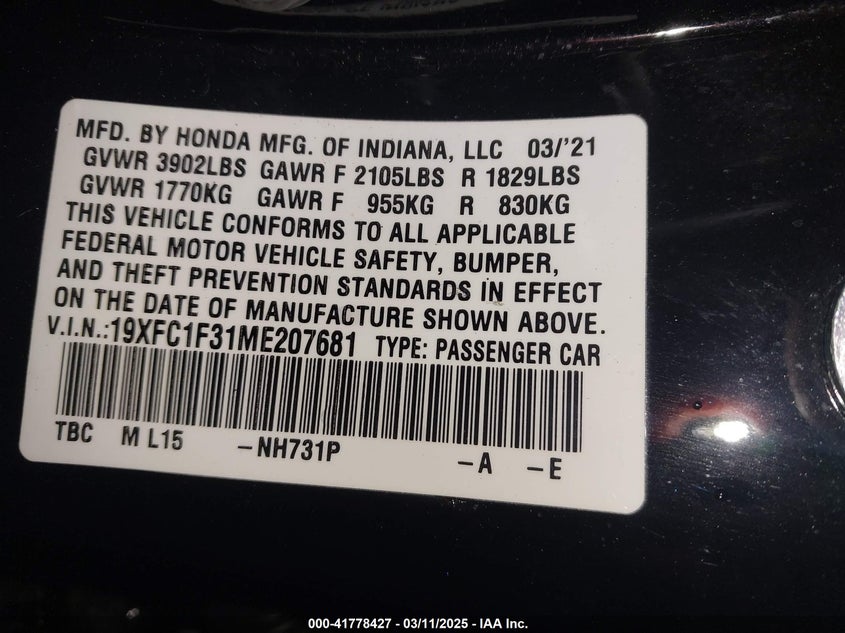 MFD. BY HONDA MFG. OF INDIANA, LLC 03/'21
GVWR 3902LBS GAWR F 2105LBS R 1829LBS
GVWR 1770KG GAWR F 955KG R 830KG
THIS VEHICLE CONFORMS TO ALL APPLICABLE
FEDERAL MOTOR VEHICLE SAFETY, BUMPER,
AND THEFT PREVENTION STANDARDS IN EFFECT
ON THE DATE OF MANUFACTURE SHOWN ABOVE.
V.I.N.:19XFC1F31ME207681 TYPE: PASSENGER CAR
TBC M L15 -NH731P -A -E
000-41778427 - 03/11/2025 - IAA Inc.